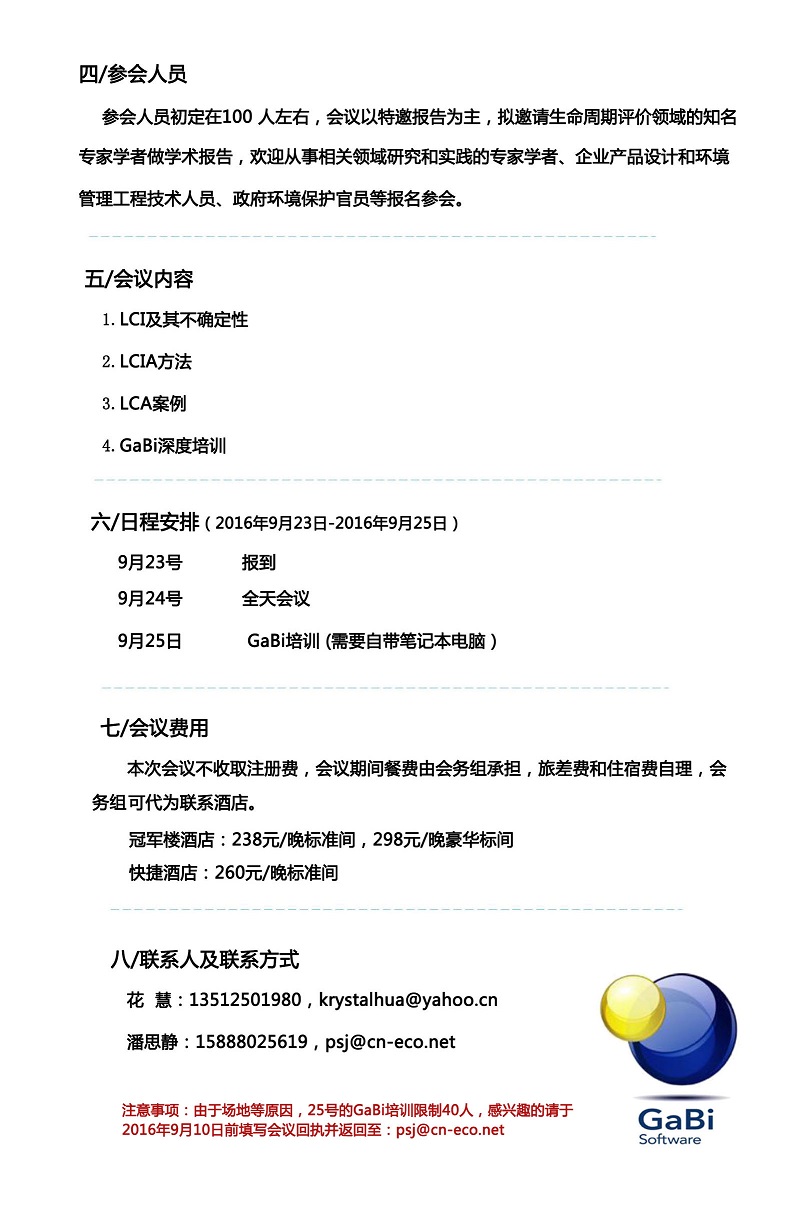 四/参会人员
参会人员初定在100 人左右，会议以特邀报告为主，拟邀请生命周期评价领域的知名
专家学者做学术报告，欢迎从事相关领域研究和实践的专家学者、企业产品设计和环境
管理工程技术人员、政府环境保护官员等报名参会。
五/会议内容
1. LCI及其不确定性
2. LCIA方法
3. LCA案例
4. GaBi深度培训
六/日程安排（2016年9月23日-2016年9月25日）
9月23号 报到
9月24号 全天会议
9月25日 GaBi培训 (需要自带笔记本电脑）
七/会议费用
本次会议不收取注册费，会议期间餐费由会务组承担，旅差费和住宿费自理，会
务组可代为联系酒店。
冠军楼酒店：238元/晚标准间，298元/晚豪华标间
快捷酒店：260元/晚标准间
八/联系人及联系方式
花 慧：13512501980，krystalhua@yahoo.cn
潘思静：15888025619，psj@cn-eco.net
注意事项：由于场地等原因，25号的GaBi培训限制40人，感兴趣的请于
2016年9月10日前填写会议回执并返回至：psj@cn-eco.net
GaBi
Software